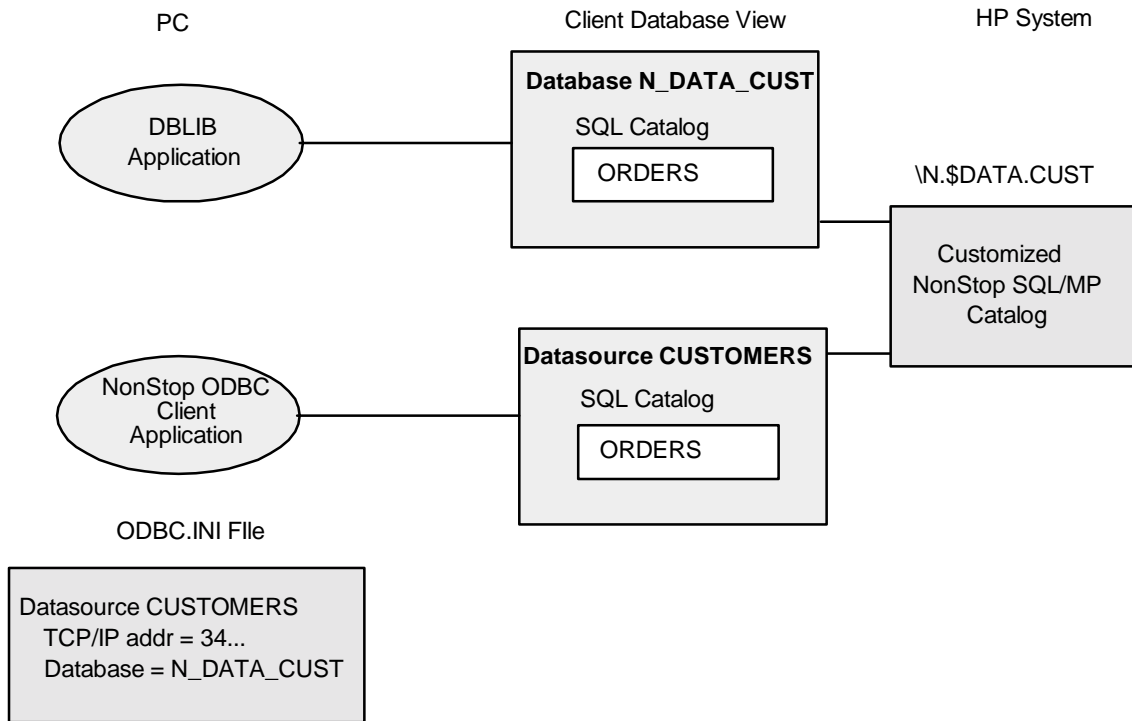 PC
Client Database View
HP System
DBLIB
Application
Database N_DATA_CUST
SQL Catalog
ORDERS
\N.$DATA.CUST
Customized
NonStop SQL/MP
Catalog
NonStop ODBC
Client
Application
Datasource CUSTOMERS
SQL Catalog
ORDERS
ODBC.INI FIle
Datasource CUSTOMERS
TCP/IP addr = 34...
Database = N_DATA_CUST